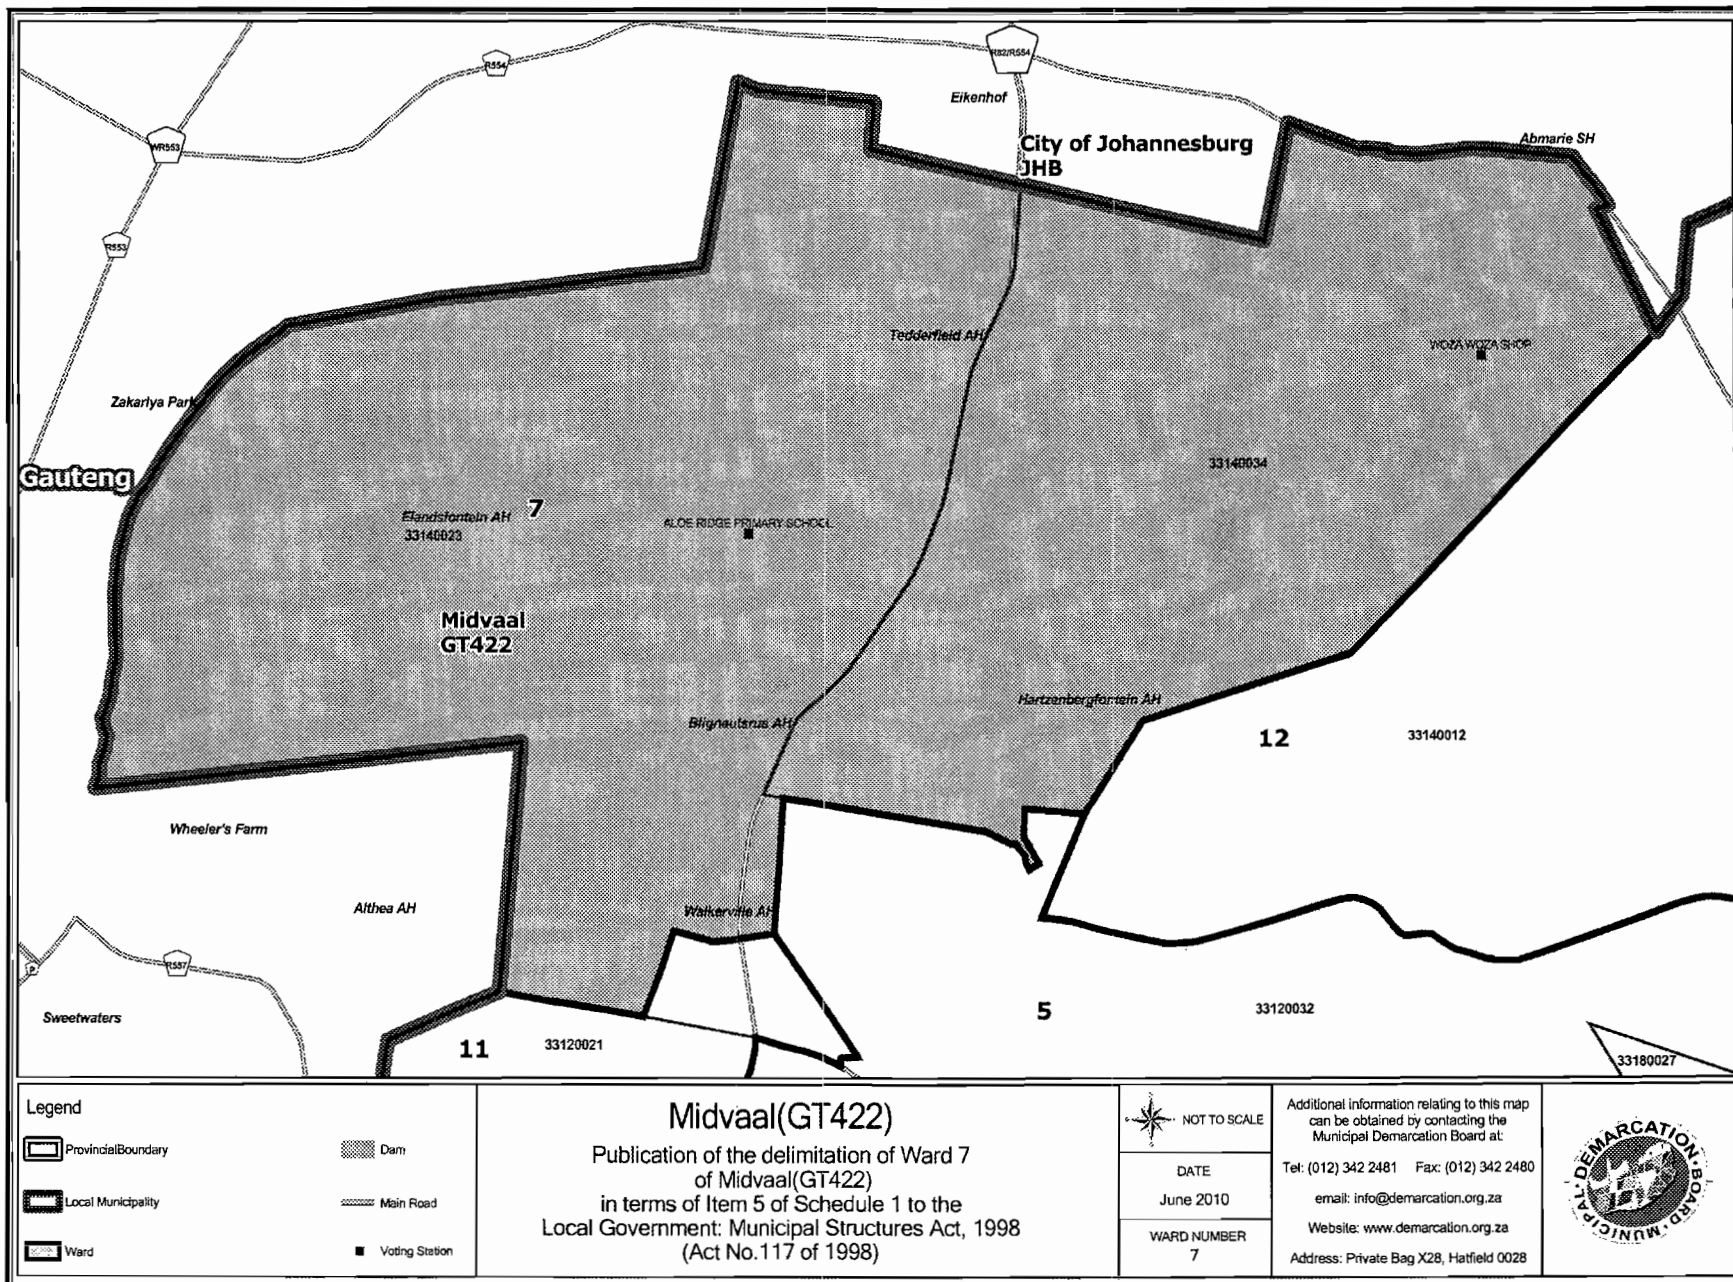 R82/R554
R554
Eikenhof
City of Johannesburg
JHB
Abmarie SH
WR553
R553
Tedderfield AH
WOZA WOZA SHOP
Zakariya Park
33140034
Gauteng
7
Elandsfontein AH
33140023
ALOE RIDGE PRIMARY SCHOOL
Midvaal
GT422
Hartzenbergfontein AH
Blignautsrus AH
12
33140012
Wheeler's Farm
Althea AH
Walkerville AH
R557
P
Sweetwaters
5
33120032
11
33120021
33180027
Legend
ProvincialBoundary
Dam
Local Municipality
Main Road
Ward
Voting Station
Midvaal(GT422)
Publication of the delimitation of Ward 7
of Midvaal(GT422)
in terms of Item 5 of Schedule 1 to the
Local Government: Municipal Structures Act, 1998
(Act No.117 of 1998)
NOT TO SCALE
DATE
June 2010
WARD NUMBER
7
Additional information relating to this map
can be obtained by contacting the
Municipal Demarcation Board at:
Tel: (012) 342 2481 Fax: (012) 342 2480
email: info@demarcation.org.za
Website: www.demarcation.org.za
Address: Private Bag X28, Hatfield 0028
MUNICIPAL • DEMARCATION • BOARD •